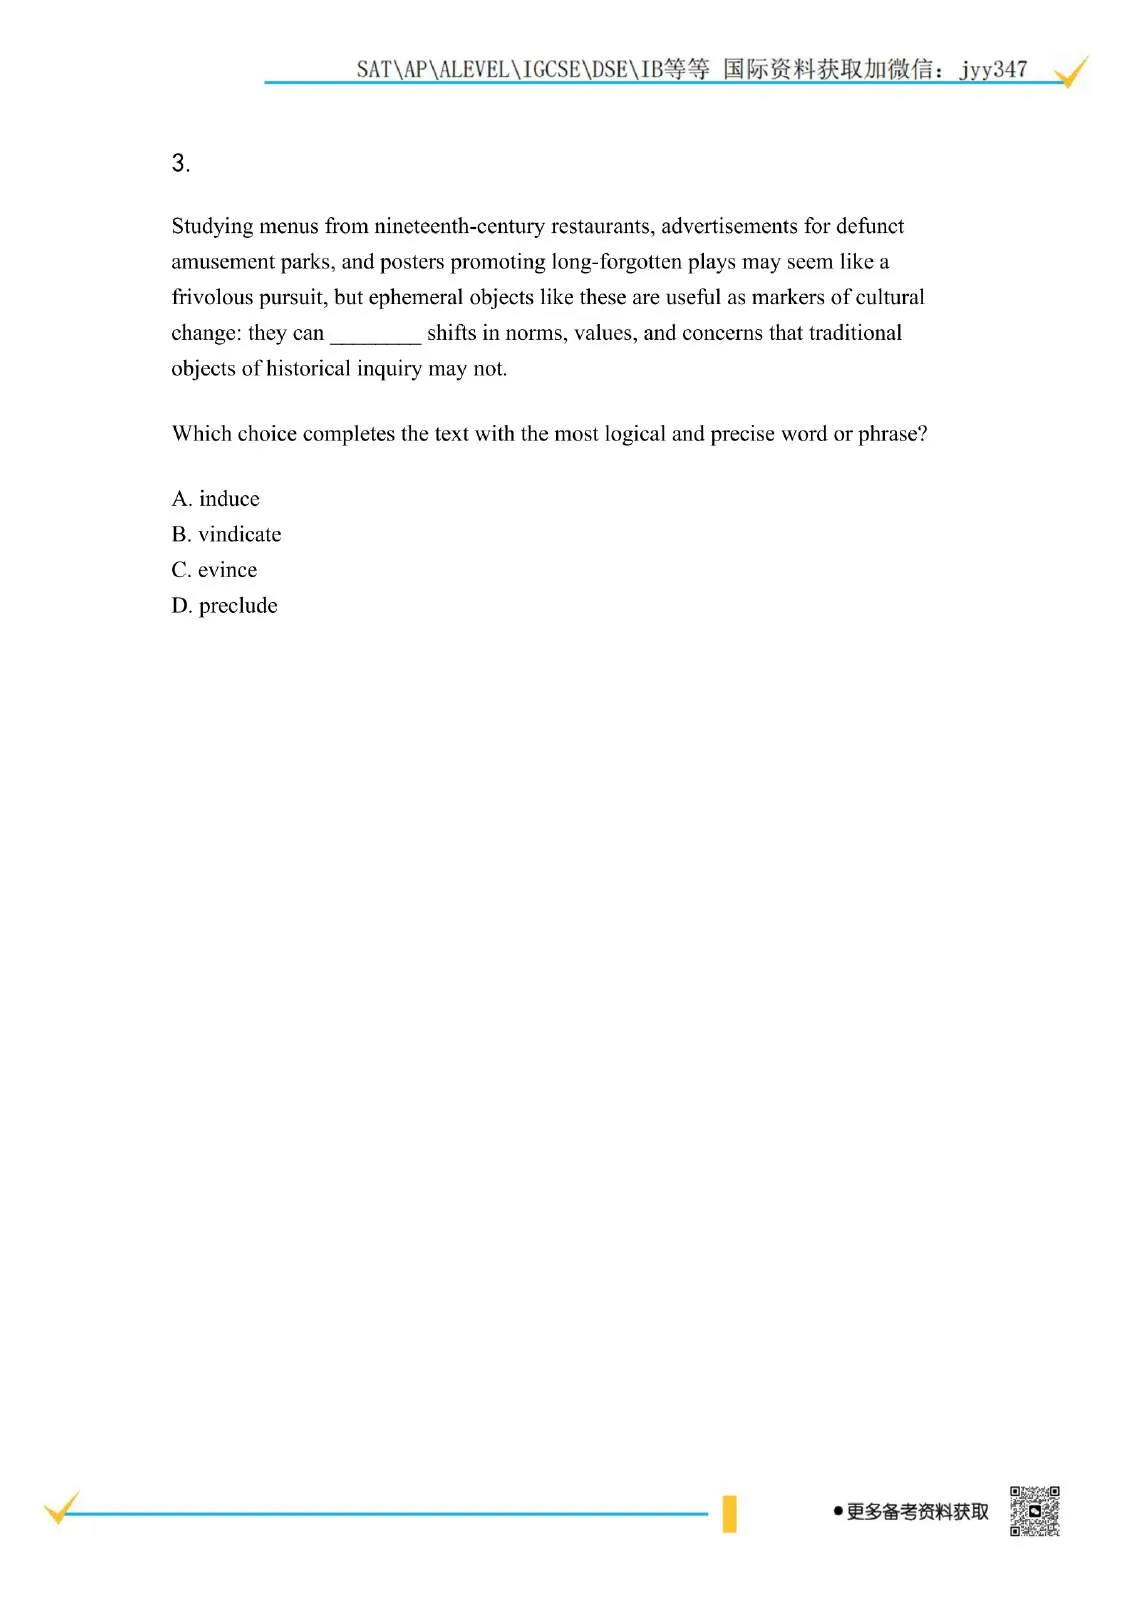 SAT\AP\ALEVEL\IGCSE\DSE\IB等等 国际资料获取加微信：jyy347
3.
Studying menus from nineteenth-century restaurants, advertisements for defunct
amusement parks, and posters promoting long-forgotten plays may seem like a
frivolous pursuit, but ephemeral objects like these are useful as markers of cultural
change: they can ________ shifts in norms, values, and concerns that traditional
objects of historical inquiry may not.
Which choice completes the text with the most logical and precise word or phrase?
A. induce
B. vindicate
C. evince
D. preclude
●更多备考资料获取